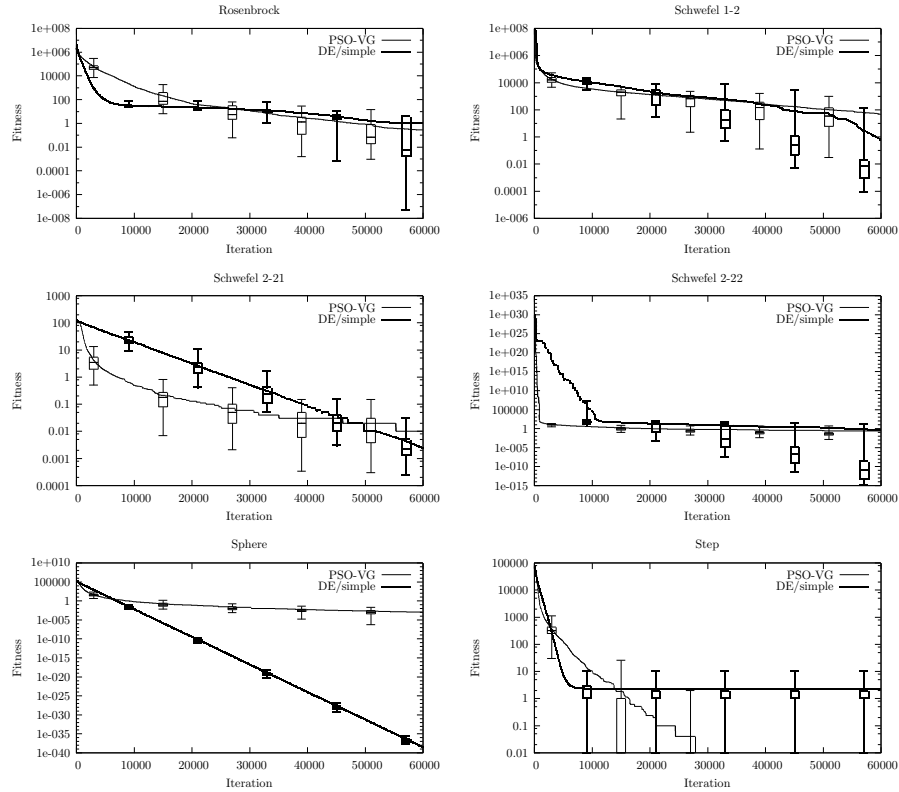 Rosenbrock
1e+008
1e+006
10000
100
1
0.01
0.0001
1e-006
1e-008
0
10000
20000
30000
40000
50000
60000
Fitness
Iteration
PSO-VG
DE/simple
Schwefel 1-2
1e+008
1e+006
10000
100
1
0.01
0.0001
1e-006
0
10000
20000
30000
40000
50000
60000
Fitness
Iteration
PSO-VG
DE/simple
Schwefel 2-21
1000
100
10
1
0.1
0.01
0.001
0.0001
0
10000
20000
30000
40000
50000
60000
Fitness
Iteration
PSO-VG
DE/simple
Schwefel 2-22
1e+035
1e+025
1e+020
1e+015
1e+010
100000
1
1e-005
1e-010
1e-015
0
10000
20000
30000
40000
50000
60000
Fitness
Iteration
PSO-VG
DE/simple
Sphere
1e+010
100000
1
1e-005
1e-010
1e-015
1e-020
1e-025
1e-030
1e-035
1e-040
0
10000
20000
30000
40000
50000
60000
Fitness
Iteration
PSO-VG
DE/simple
Step
100000
10000
1000
100
10
1
0.1
0.01
0
10000
20000
30000
40000
50000
60000
Fitness
Iteration
PSO-VG
DE/simple